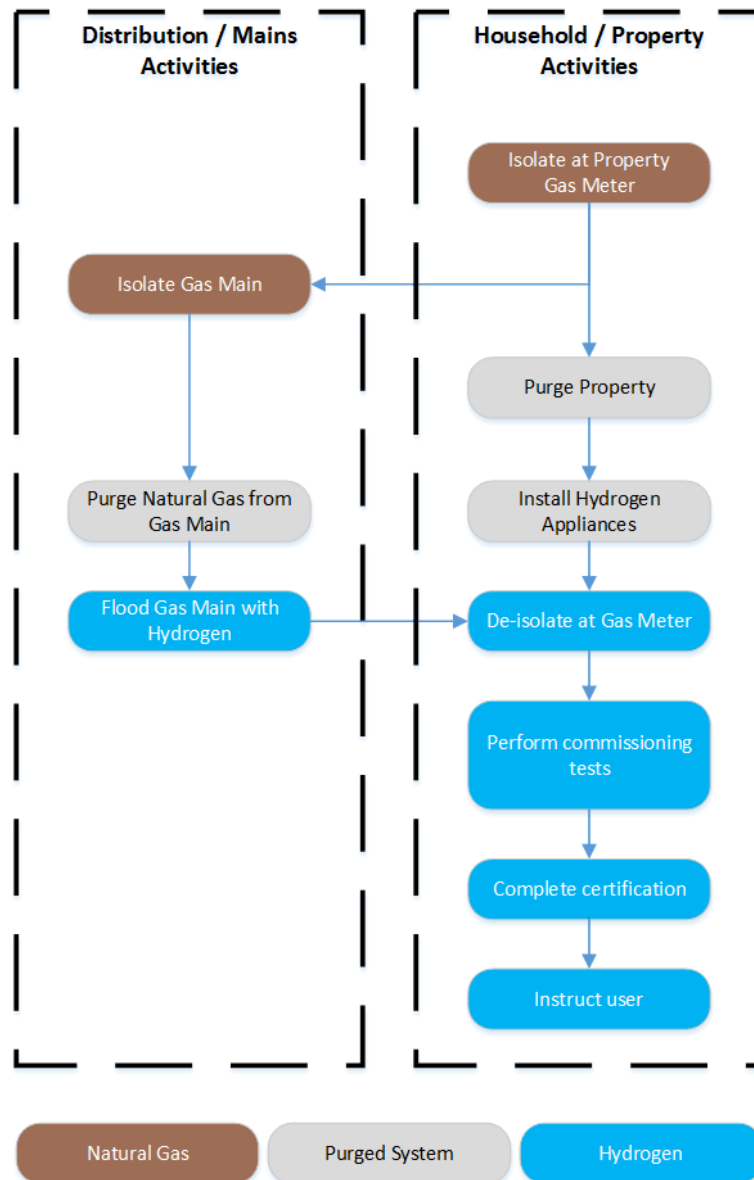 Distribution / Mains
Activities
Household / Property
Activities
Isolate at Property
Gas Meter
Isolate Gas Main
Purge Property
Purge Natural Gas from
Gas Main
Install Hydrogen
Appliances
Flood Gas Main with
Hydrogen
De-isolate at Gas Meter
Perform commissioning
tests
Complete certification
Instruct user
Natural Gas
Purged System
Hydrogen